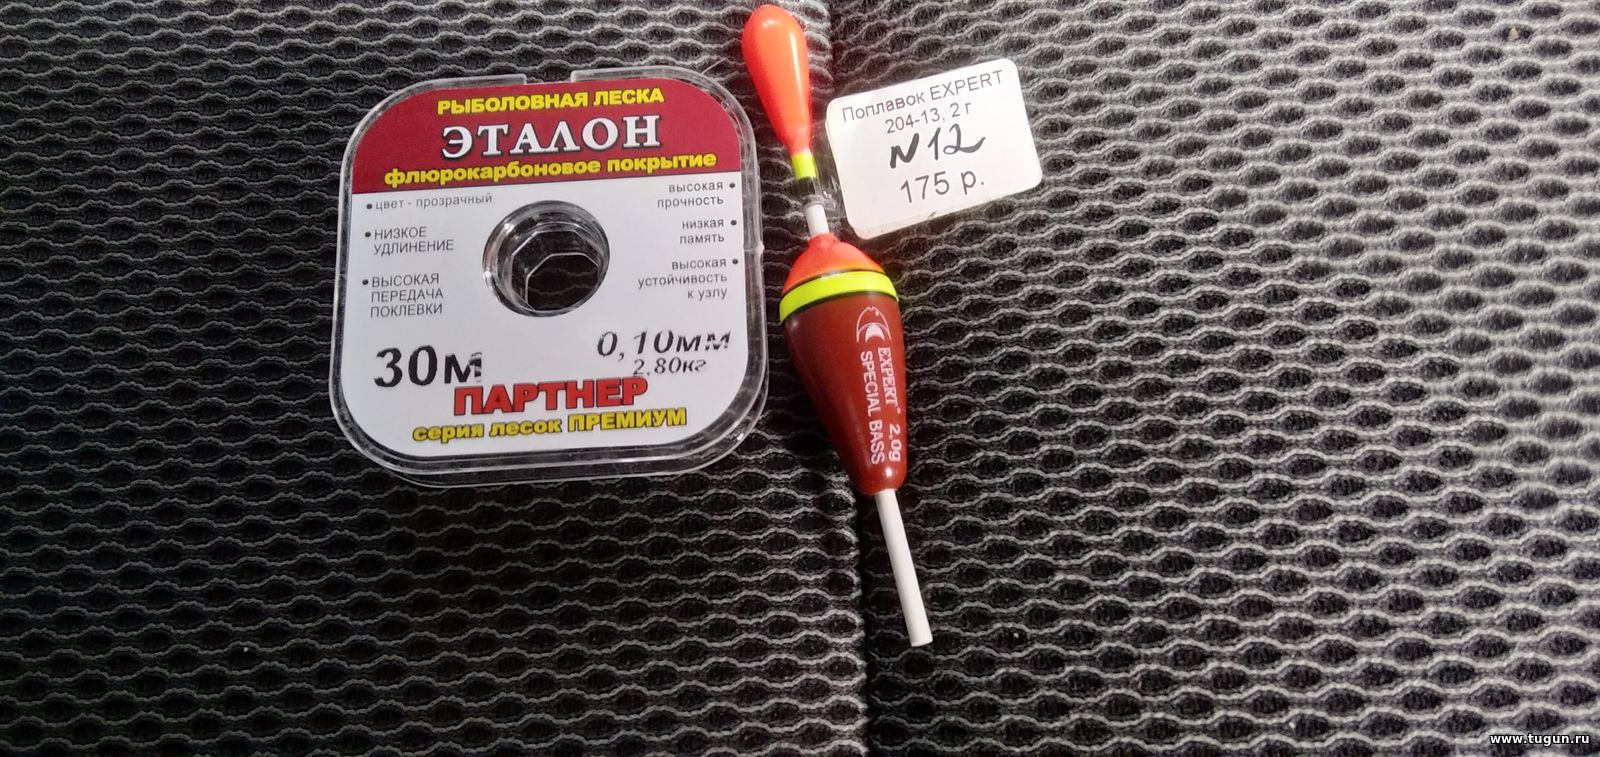 РЫБОЛОВНАЯ ЛЕСКА
ЭТАЛОН
флюрокарбоновое покрытие
• цвет - прозрачный
• НИЗКОЕ
УДЛИНЕНИЕ
• ВЫСОКАЯ
ПЕРЕДАЧА
ПОКЛЕВКИ
высокая •
прочность
низкая •
память
высокая •
устойчивость
к узлу
30м
0,10мм
2.80кг
ПАРТНЕР
серия лесок ПРЕМИУМ
Поплавок EXPERT
204-13, 2 г
N12
175 р.
EXPERT® 2,0g
SPECIAL BASS
www.tugun.ru